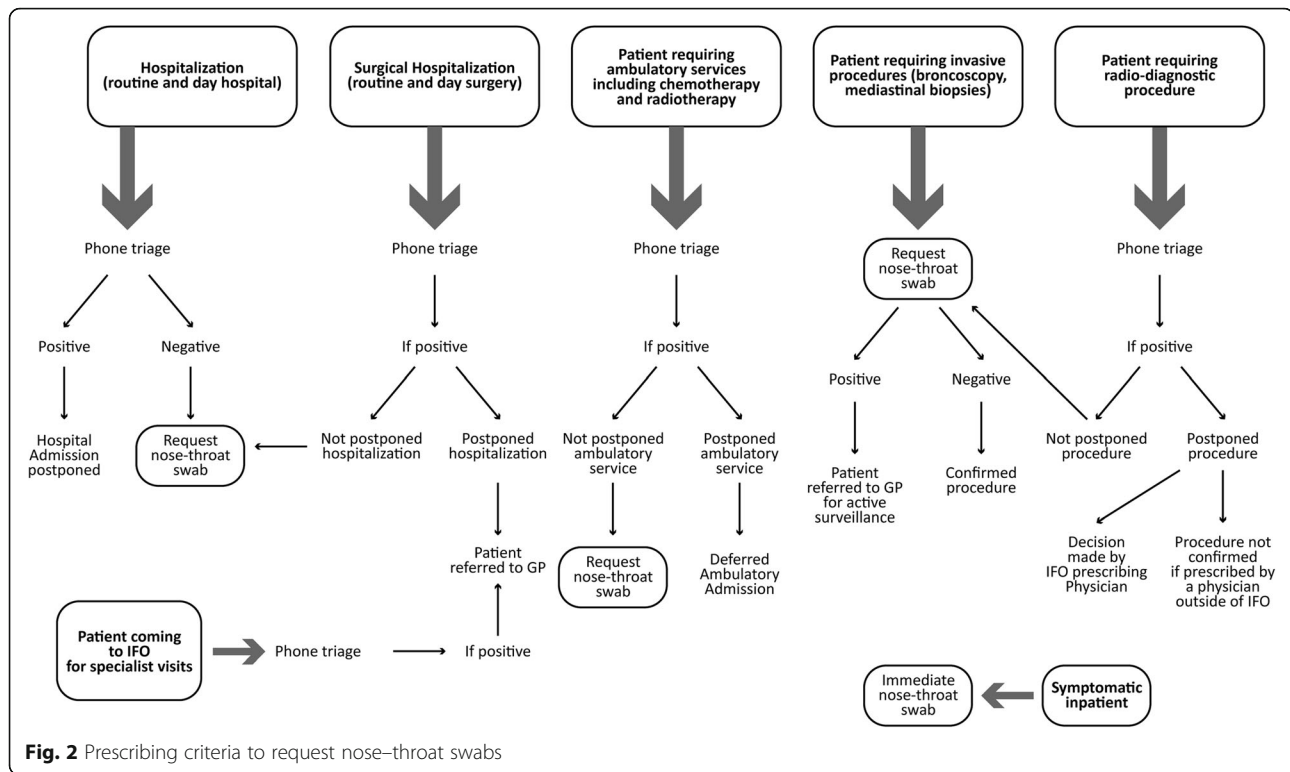 Hospitalization
(routine and day hospital)
Surgical Hospitalization
(routine and day surgery)
Patient requiring
ambulatory services
including chemotherapy
and radiotherapy
Patient requiring invasive
procedures (broncoscopy,
mediastinal biopsies)
Patient requiring
radio-diagnostic
procedure
Phone triage
Positive
Negative
Hospital
Admission
postponed
Request
nose-throat
swab
Phone triage
If positive
Not postponed
hospitalization
Postponed
hospitalization
Patient
referred to GP
Phone triage
If positive
Not postponed
ambulatory
service
Postponed
ambulatory
service
Request
nose-throat
swab
Deferred
Ambulatory
Admission
Request
nose-throat
swab
Positive
Negative
Patient
referred to GP
for active
surveillance
Confirmed
procedure
Phone triage
If positive
Not postponed
procedure
Postponed
procedure
Decision
made by
IFO prescribing
Physician
Procedure not
confirmed
if prescribed by
a physician
outside of IFO
Patient coming
to IFO
for specialist visits
Phone triage
If positive
Immediate
nose-throat
swab
Symptomatic
inpatient
Fig. 2 Prescribing criteria to request nose–throat swabs